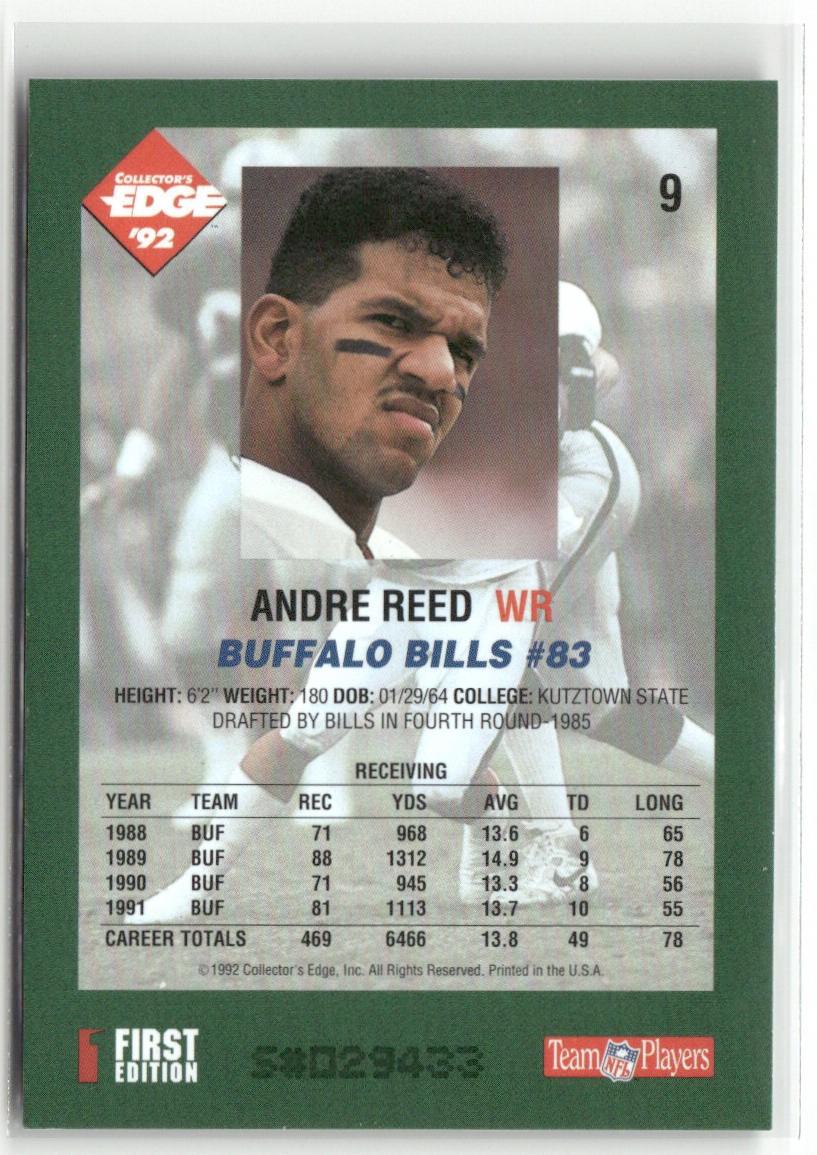 COLLECTOR'S
EDGE™
'92
9
ANDRE REED WR
BUFFALO BILLS #83
HEIGHT: 6'2" WEIGHT: 180 DOB: 01/29/64 COLLEGE: KUTZTOWN STATE
DRAFTED BY BILLS IN FOURTH ROUND-1985
RECEIVING
YEAR TEAM REC YDS AVG TD LONG
1988 BUF 71 968 13.6 6 65
1989 BUF 88 1312 14.9 9 78
1990 BUF 71 945 13.3 8 56
1991 BUF 81 1113 13.7 10 55
CAREER TOTALS 469 6466 13.8 49 78
©1992 Collector's Edge, Inc. All Rights Reserved. Printed in the U.S.A.
1 FIRST
EDITION
S#029433
Team NFL Players